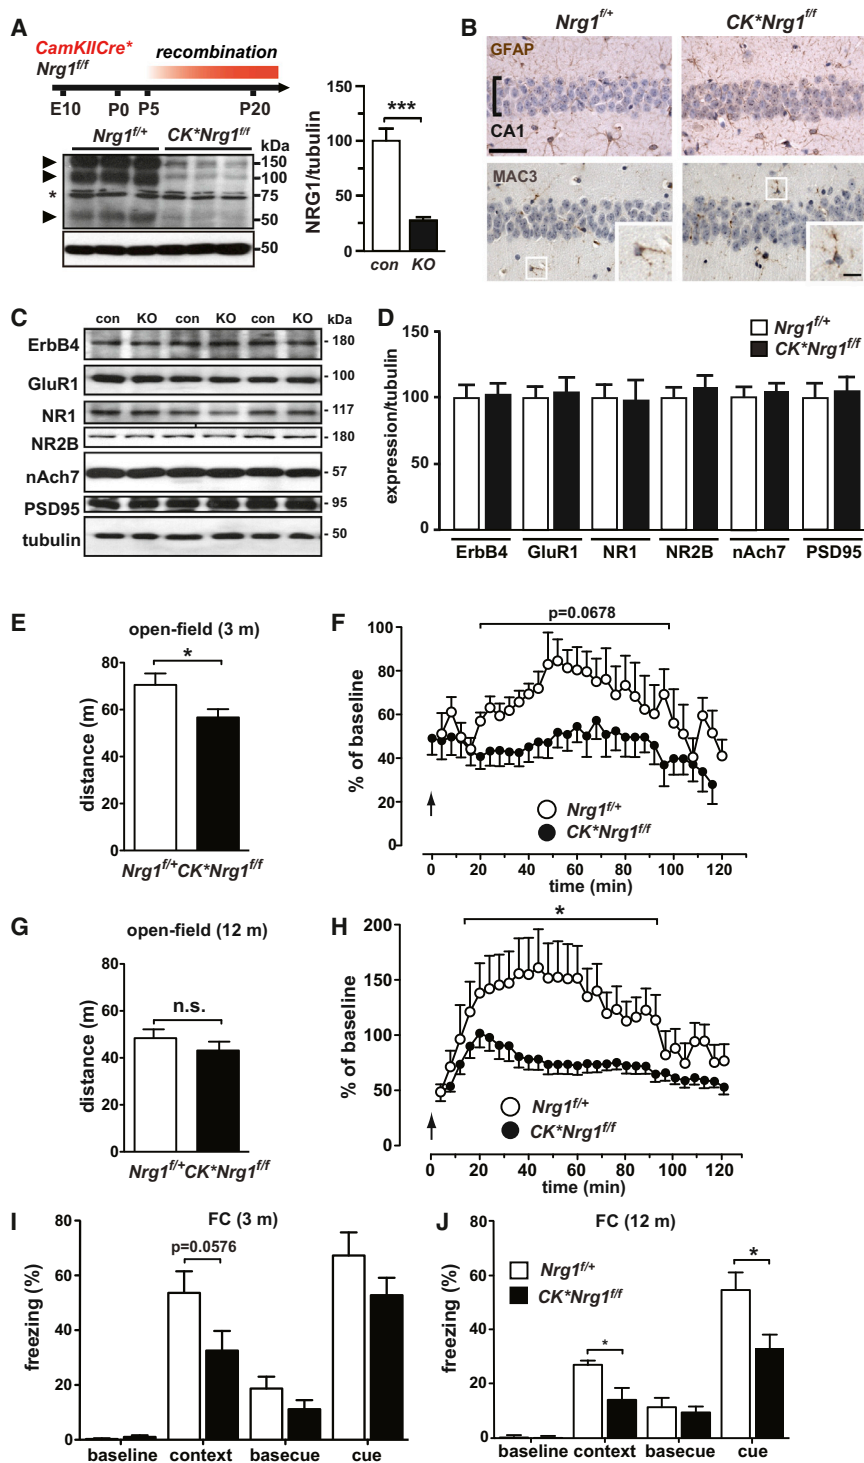 A
CamKIICre*
Nrg1f/f
recombination
E10 P0 P5 P20
Nrg1f/+ CK*Nrg1f/f
kDa
150
100
* 75
50
50
NRG1/tubulin
150
100
50
0
***
con KO
B
Nrg1f/+ CK*Nrg1f/f
GFAP
CA1
MAC3
C
con KO con KO con KO kDa
ErbB4 - 180
GluR1 - 100
NR1 - 117
NR2B - 180
nAch7 - 57
PSD95 - 95
tubulin - 50
D
expression/tubulin
150
100
50
0
Nrg1f/+
CK*Nrg1f/f
ErbB4 GluR1 NR1 NR2B nAch7 PSD95
E
open-field (3 m)
distance (m)
80
60
40
20
0
*
Nrg1f/+ CK*Nrg1f/f
F
p=0.0678
% of baseline
100
80
60
40
20
0
Nrg1f/+
CK*Nrg1f/f
0 20 40 60 80 100 120
time (min)
G
open-field (12 m)
distance (m)
80
60
40
20
0
n.s.
Nrg1f/+ CK*Nrg1f/f
H
*
% of baseline
200
150
100
50
0
Nrg1f/+
CK*Nrg1f/f
0 20 40 60 80 100 120
time (min)
I
FC (3 m)
freezing (%)
80
60
40
20
0
p=0.0576
baseline context basecue cue
J
FC (12 m)
freezing (%)
80
60
40
20
0
Nrg1f/+
CK*Nrg1f/f
*
*
baseline context basecue cue